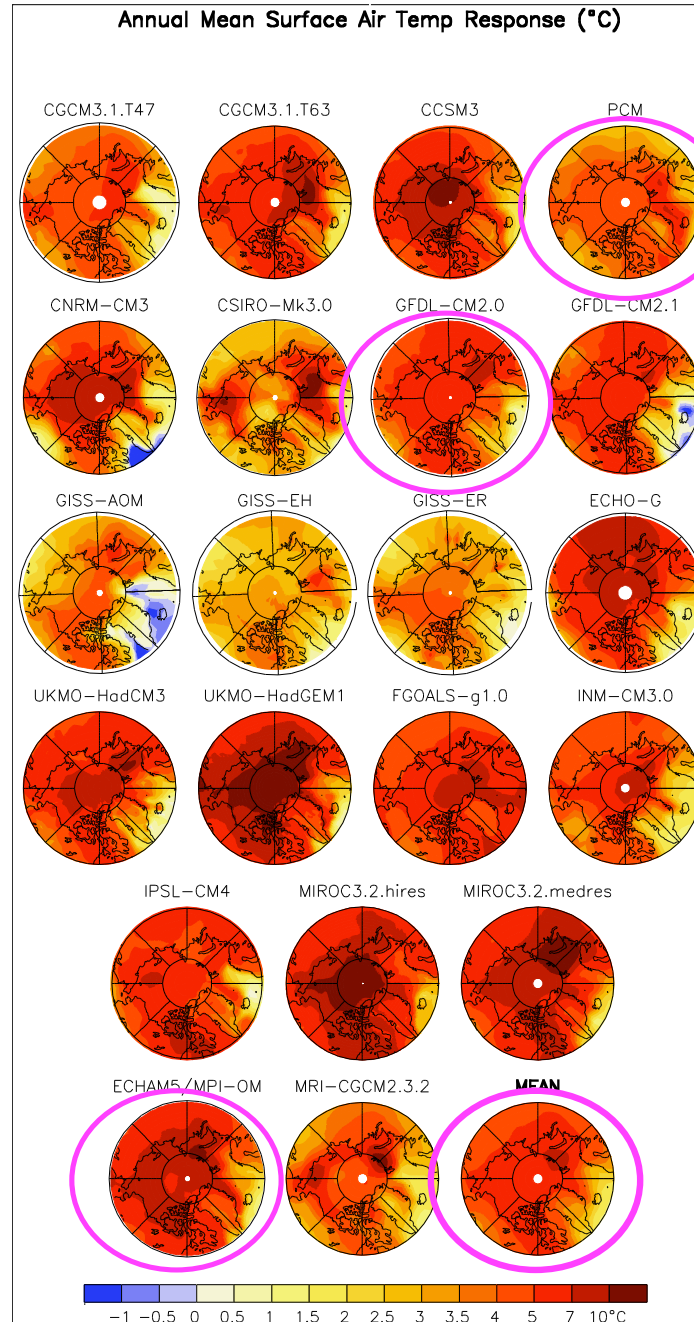 Annual Mean Surface Air Temp Response (°C)
CGCM3.1.T47 CGCM3.1.T63 CCSM3 PCM
CNRM-CM3 CSIRO-Mk3.0 GFDL-CM2.0 GFDL-CM2.1
GISS-AOM GISS-EH GISS-ER ECHO-G
UKMO-HadCM3 UKMO-HadGEM1 FGOALS-g1.0 INM-CM3.0
IPSL-CM4 MIROC3.2.hires MIROC3.2.medres
ECHAM5/MPI-OM MRI-CGCM2.3.2 MEAN
-1 -0.5 0 0.5 1 1.5 2 2.5 3 3.5 4 5 7 10°C